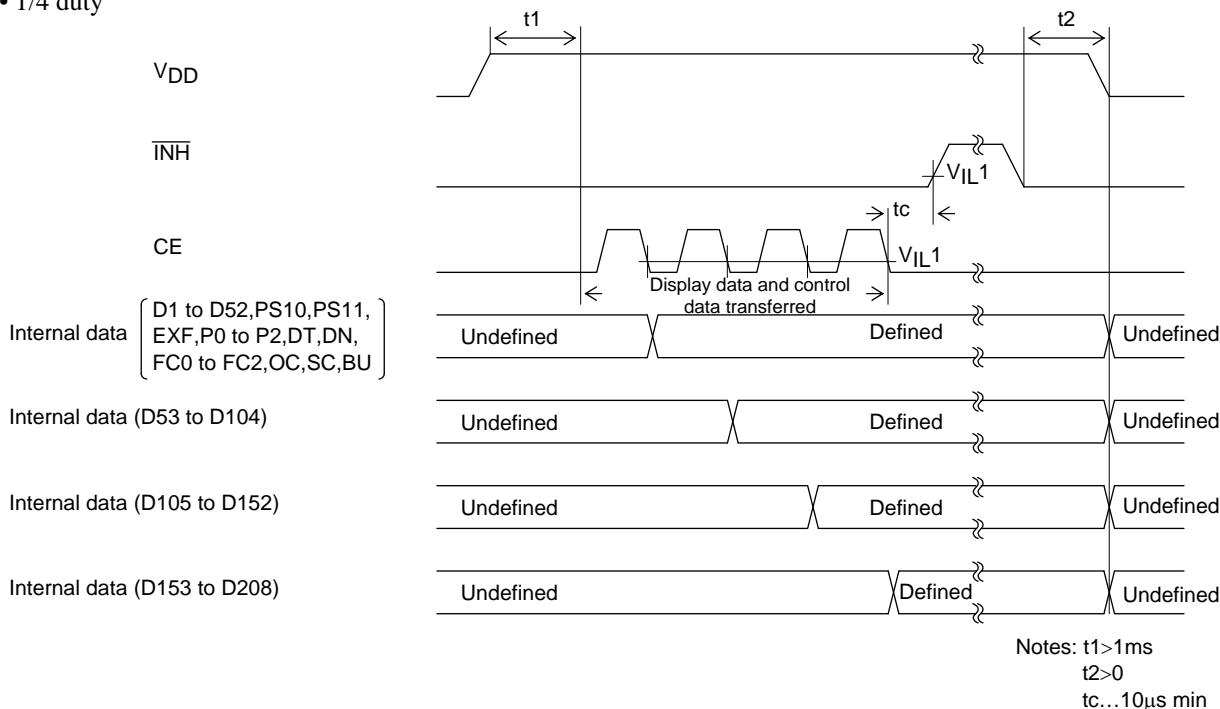 • 1/4 duty
t1
t2
VDD
INH
VIL1
tc
CE
VIL1
Display data and control
data transferred
Internal data
D1 to D52,PS10,PS11,
EXF,P0 to P2,DT,DN,
FC0 to FC2,OC,SC,BU
Undefined
Defined
Undefined
Internal data (D53 to D104)
Undefined
Defined
Undefined
Internal data (D105 to D152)
Undefined
Defined
Undefined
Internal data (D153 to D208)
Undefined
Defined
Undefined
Notes: t1>1ms
t2>0
tc…10μs min